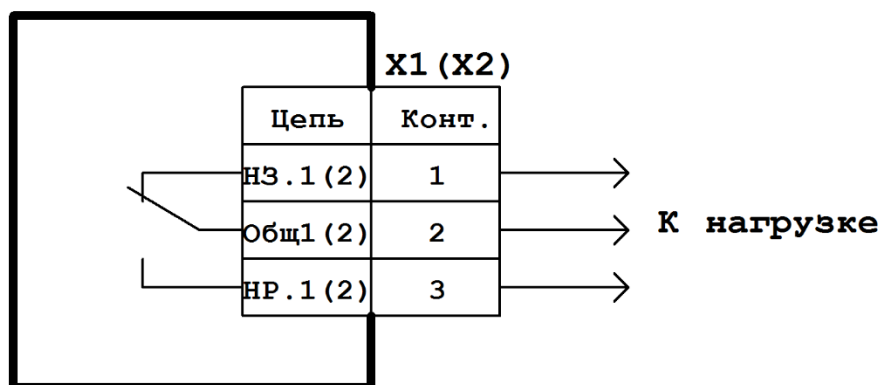 X1(X2)
Цепь Конт.
НЗ.1(2) 1
Общ1(2) 2
К нагрузке
НР.1(2) 3